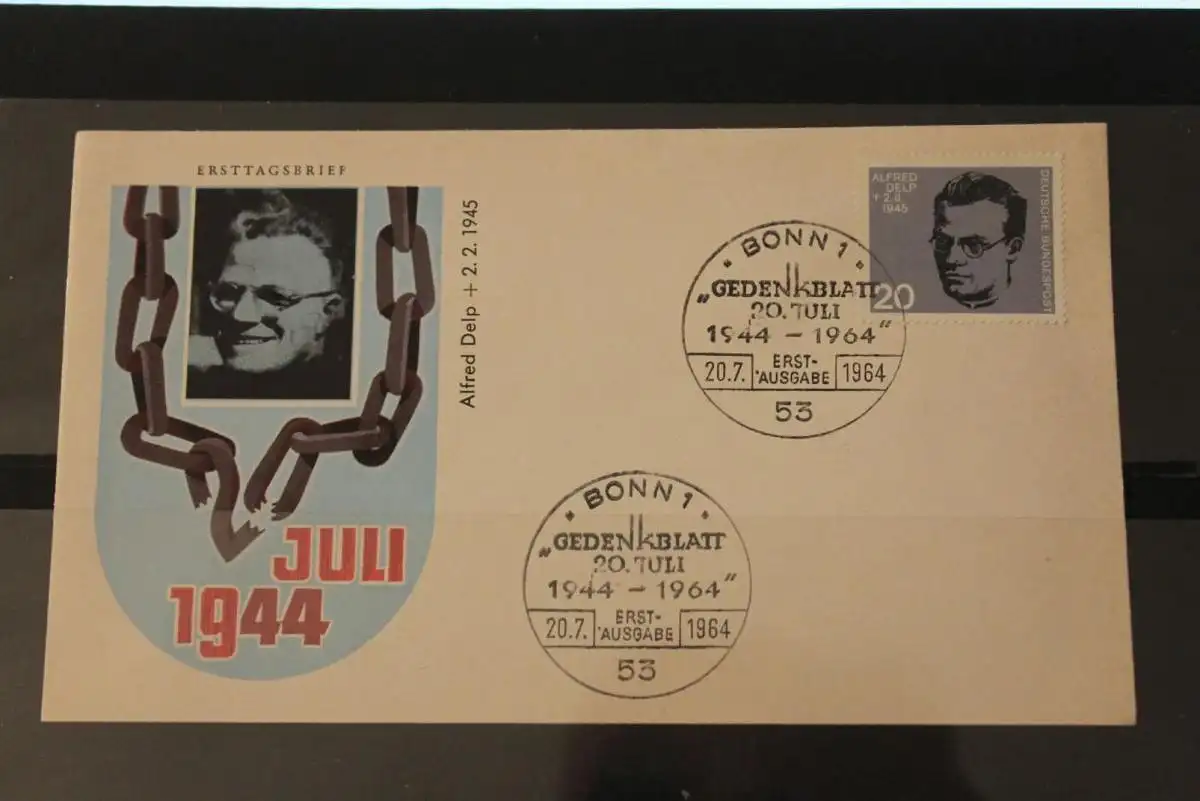 ERSTTAGSBRIEF
Alfred Delp + 2. 2. 1945
JULI
1944
ALFRED
DELP
+ 2. II.
1945
DEUTSCHE BUNDESPOST
20
BONN 1
„GEDENKBLATT
20. JULI
1944 – 1964"
20.7.
ERST-
AUSGABE
1964
53
BONN 1
„GEDENKBLATT
20. JULI
1944 – 1964"
20.7.
ERST-
AUSGABE
1964
53